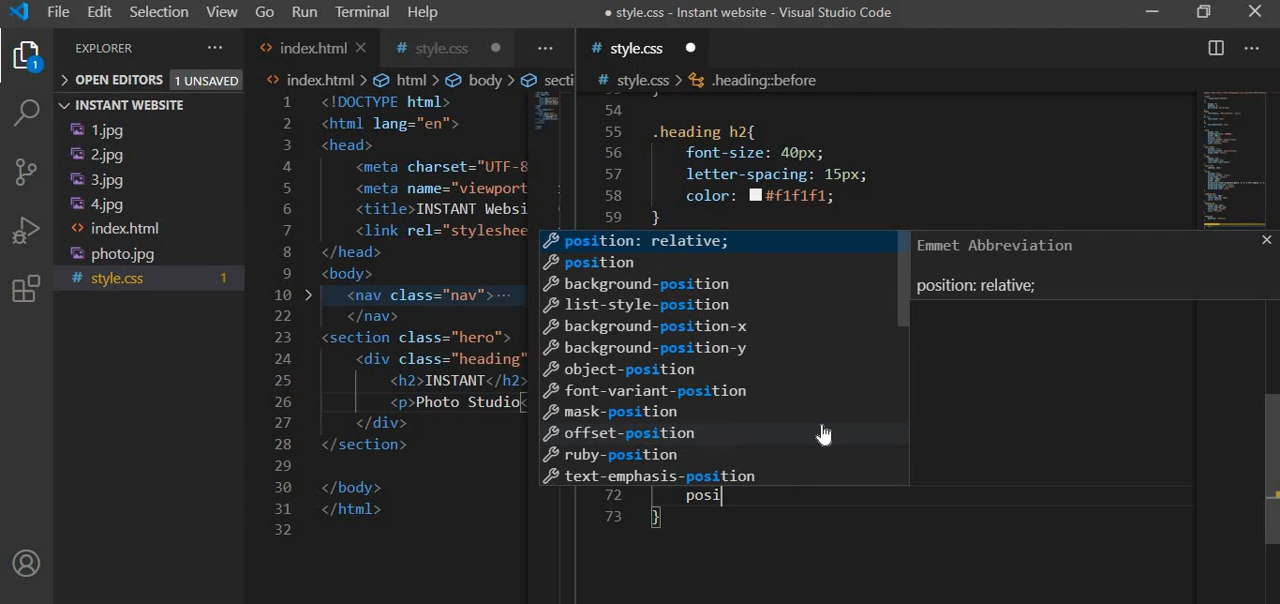 File Edit Selection View Go Run Terminal Help
● style.css - Instant website - Visual Studio Code
EXPLORER
OPEN EDITORS 1 UNSAVED
INSTANT WEBSITE
1.jpg
2.jpg
3.jpg
4.jpg
<> index.html
photo.jpg
# style.css 1
1
<> index.html
# style.css
<> index.html > html > body > secti
1 <!DOCTYPE html>
2 <html lang="en">
3 <head>
4 <meta charset="UTF-8
5 <meta name="viewport
6 <title>INSTANT Websi
7 <link rel="styleshee
8 </head>
9 <body>
10 <nav class="nav">⋯
22 </nav>
23 <section class="hero">
24 <div class="heading"
25 <h2>INSTANT</h2>
26 <p>Photo Studio<
27 </div>
28 </section>
29
30 </body>
31 </html>
32
# style.css
# style.css > .heading::before
54
55 .heading h2{
56 font-size: 40px;
57 letter-spacing: 15px;
58 color: #f1f1f1;
59 }
position: relative;
position
background-position
list-style-position
background-position-x
background-position-y
object-position
font-variant-position
mask-position
offset-position
ruby-position
text-emphasis-position
Emmet Abbreviation
position: relative;
72 posi
73 }